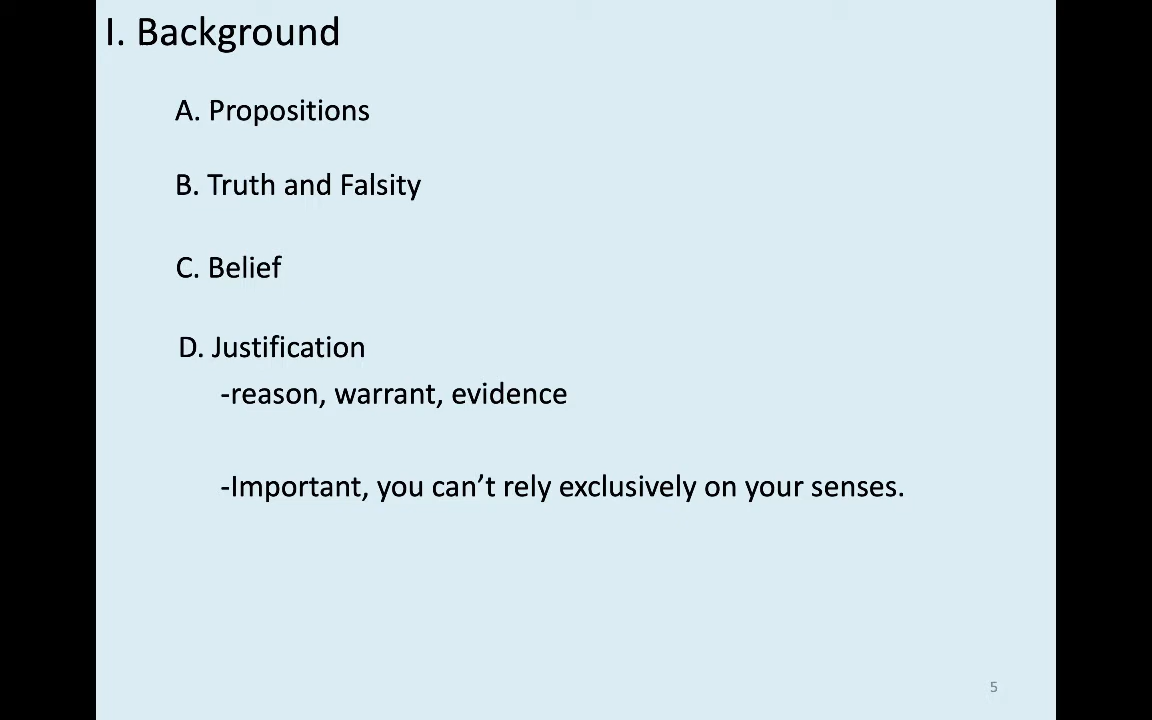 I. Background
A. Propositions
B. Truth and Falsity
C. Belief
D. Justification
-reason, warrant, evidence
-Important, you can’t rely exclusively on your senses.
5